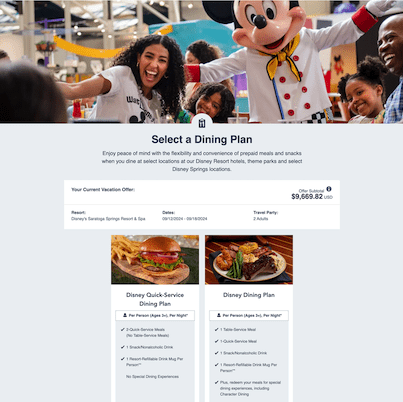 Select a Dining Plan
Enjoy peace of mind with the flexibility and convenience of prepaid meals and snacks
when you dine at select locations at our Disney Resort hotels, theme parks and select
Disney Springs locations.
Your Current Vacation Offer:
Offer Subtotal
$9,669.82 USD
Resort:
Disney's Saratoga Springs Resort & Spa
Dates:
09/12/2024 - 09/18/2024
Travel Party:
2 Adults
Disney Quick-Service
Dining Plan
Per Person (Ages 3+), Per Night*
2 Quick-Service Meals
(No Table-Service Meals)
1 Snack/Nonalcoholic Drink
1 Resort-Refillable Drink Mug Per
Person**
No Special Dining Experiences
Disney Dining Plan
Per Person (Ages 3+), Per Night*
1 Table-Service Meal
1 Quick-Service Meal
1 Snack/Nonalcoholic Drink
1 Resort-Refillable Drink Mug Per
Person**
Plus, redeem your meals for special
dining experiences, including
Character Dining